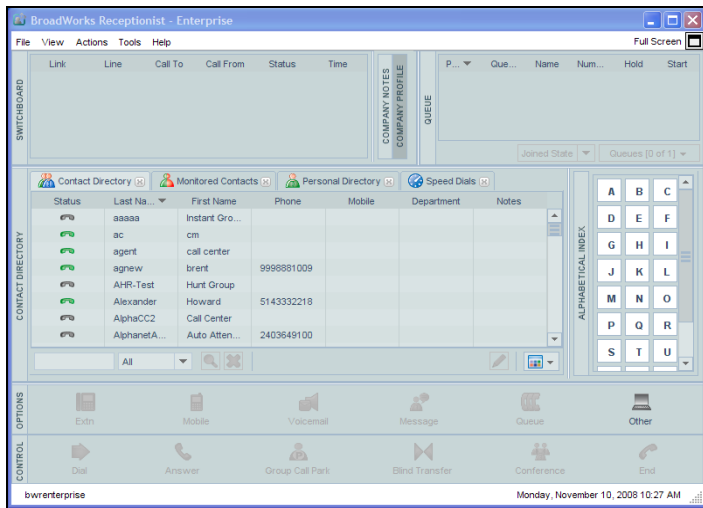 BroadWorks Receptionist - Enterprise
File View Actions Tools Help Full Screen
SWITCHBOARD
Link Line Call To Call From Status Time
COMPANY NOTES
COMPANY PROFILE
QUEUE
P... Que... Name Num... Hold Start
Joined State Queues [0 of 1]
CONTACT DIRECTORY
Contact Directory Monitored Contacts Personal Directory Speed Dials
Status Last Na... First Name Phone Mobile Department Notes
aaaaa Instant Gro...
ac cm
agent call center
agnew brent 9998881009
AHR-Test Hunt Group
Alexander Howard 5143332218
AlphaCC2 Call Center
AlphanetA... Auto Atten... 2403649100
All
ALPHABETICAL INDEX
A B C
D E F
G H I
J K L
M N O
P Q R
S T U
OPTIONS
Extn Mobile Voicemail Message Queue Other
CONTROL
Dial Answer Group Call Park Blind Transfer Conference End
bwrenterprise Monday, November 10, 2008 10:27 AM